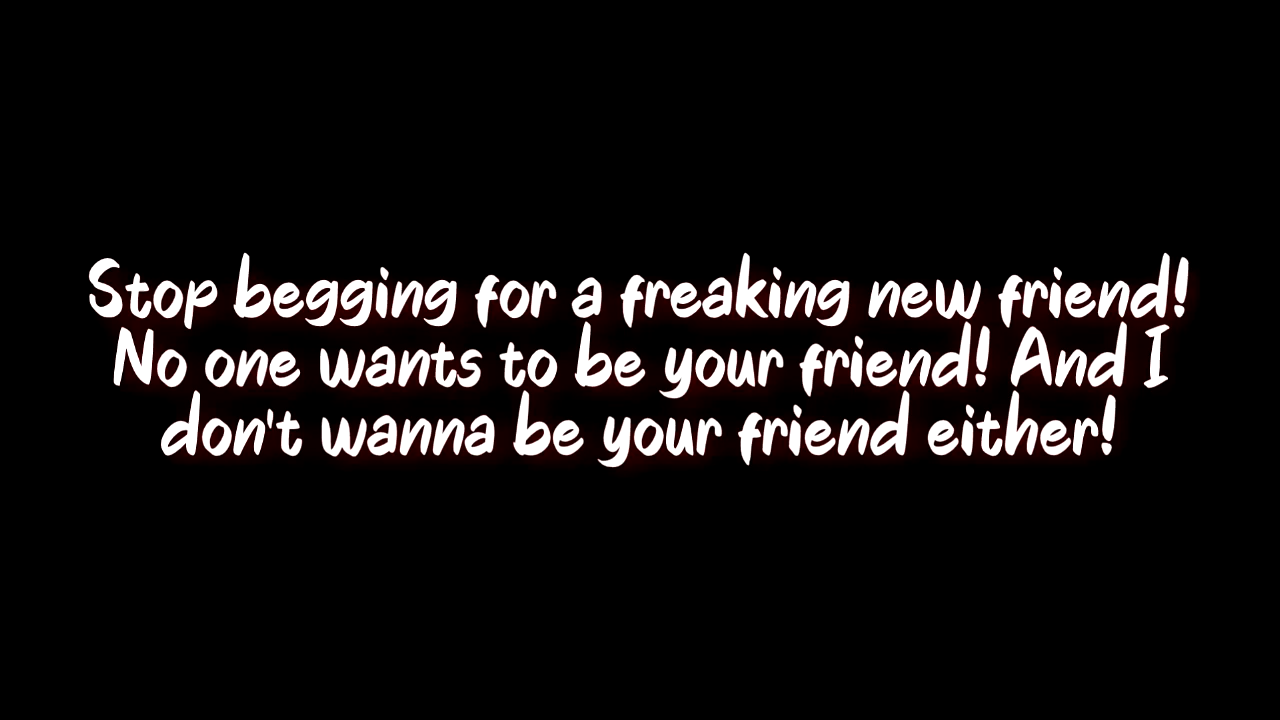 Stop begging for a freaking new friend!
No one wants to be your friend! And I
don't wanna be your friend either!